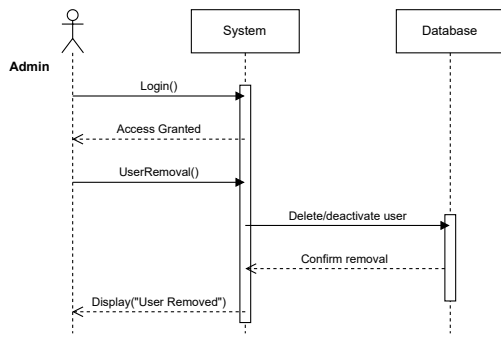 System
Database
Admin
Login()
Access Granted
UserRemoval()
Delete/deactivate user
Confirm removal
Display("User Removed")